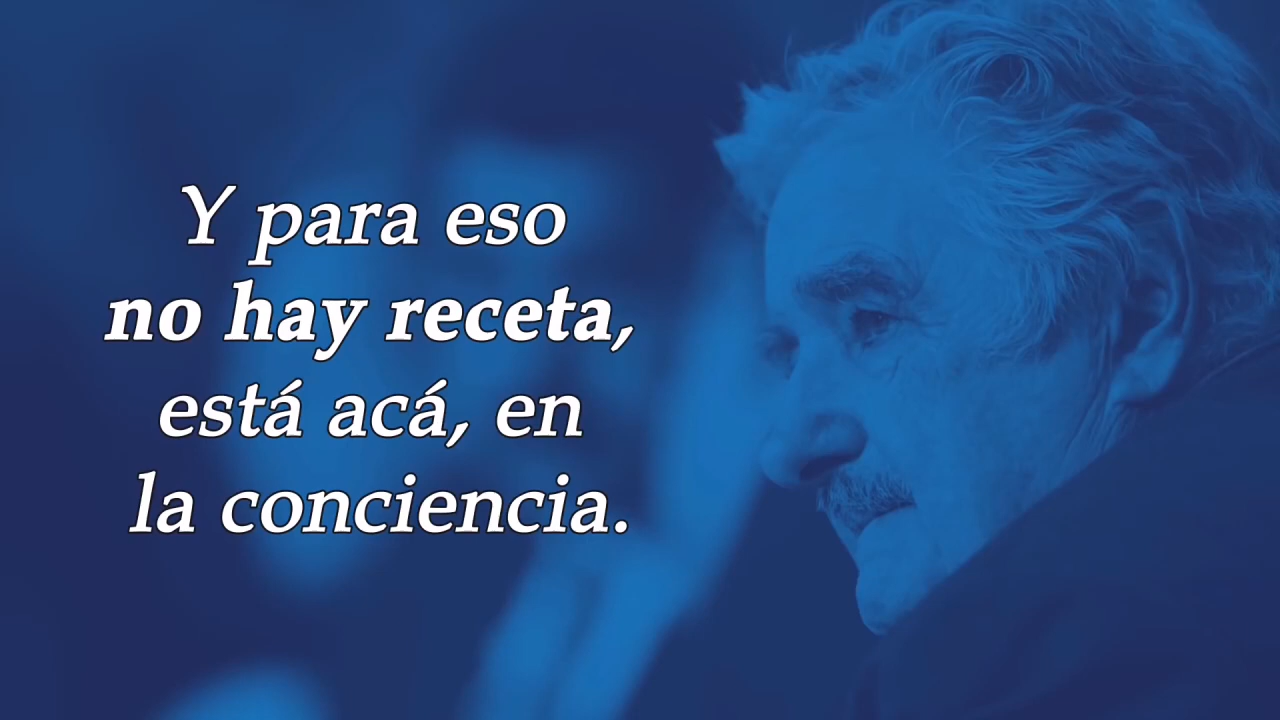 Y para eso
no hay receta,
está acá, en
la conciencia.